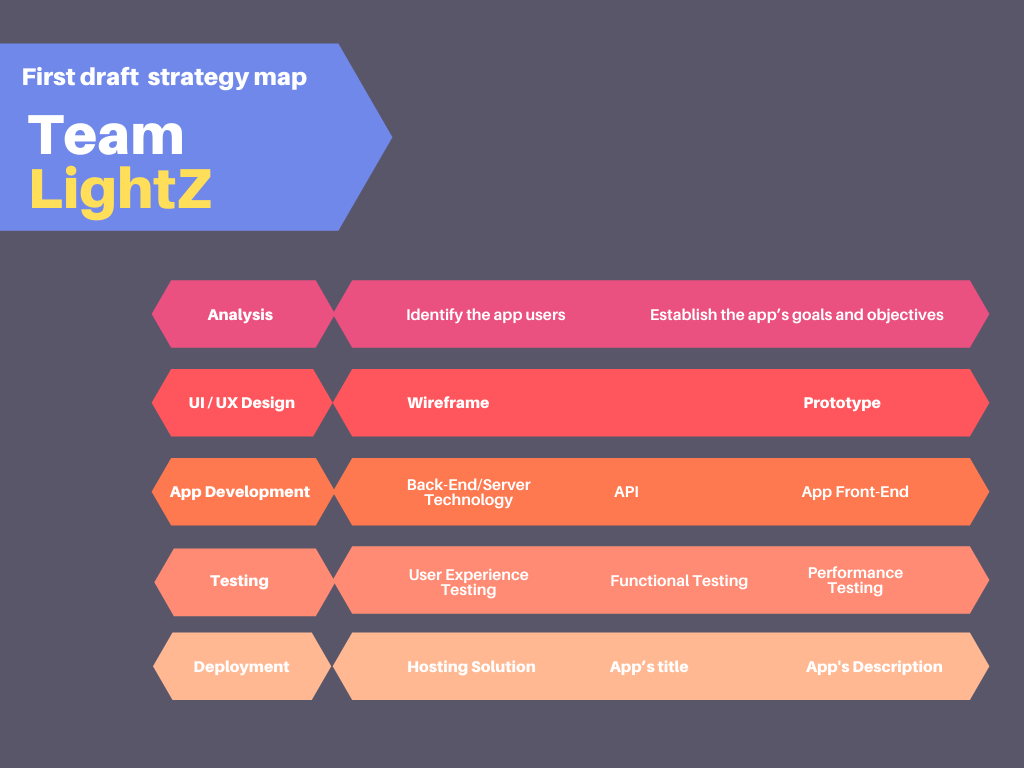 First draft strategy map
Team
LightZ
Analysis
Identify the app users
Establish the app’s goals and objectives
UI / UX Design
Wireframe
Prototype
App Development
Back-End/Server
Technology
API
App Front-End
Testing
User Experience
Testing
Functional Testing
Performance
Testing
Deployment
Hosting Solution
App’s title
App's Description